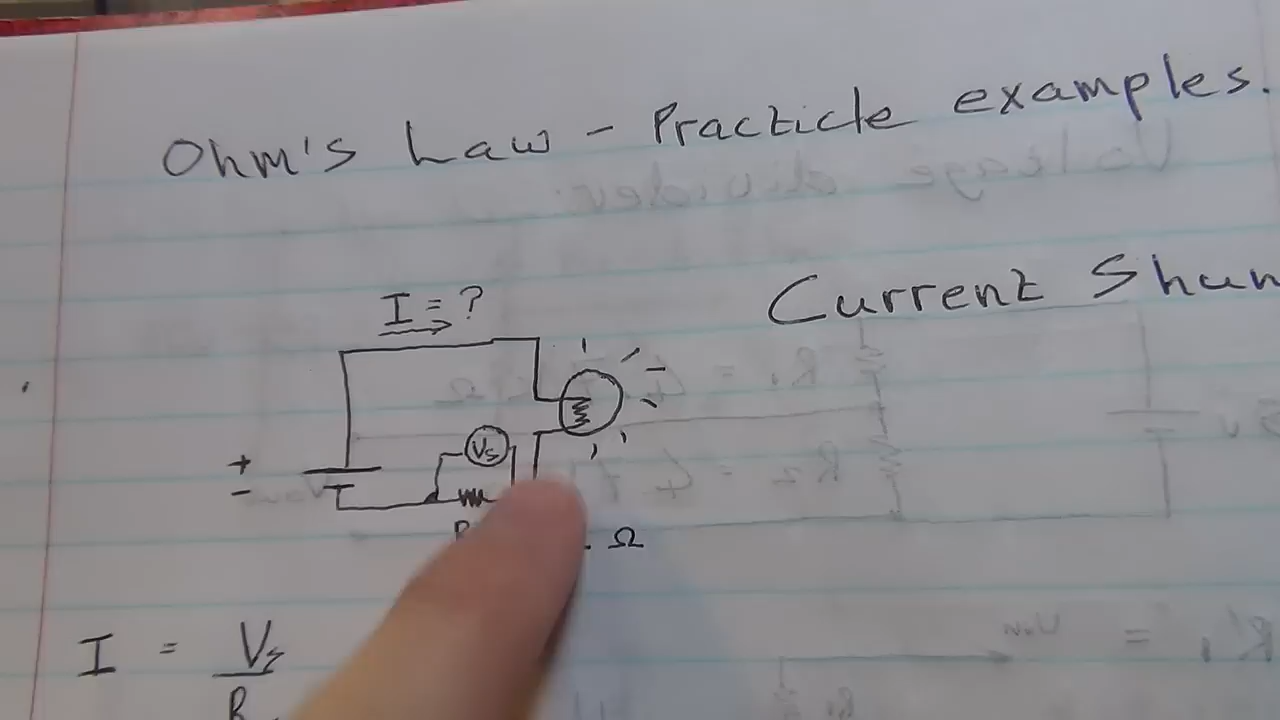 Ohm's Law - Practicle examples.
Current Shun
I = ?
Vs
+
-
Ω
I = Vs
R